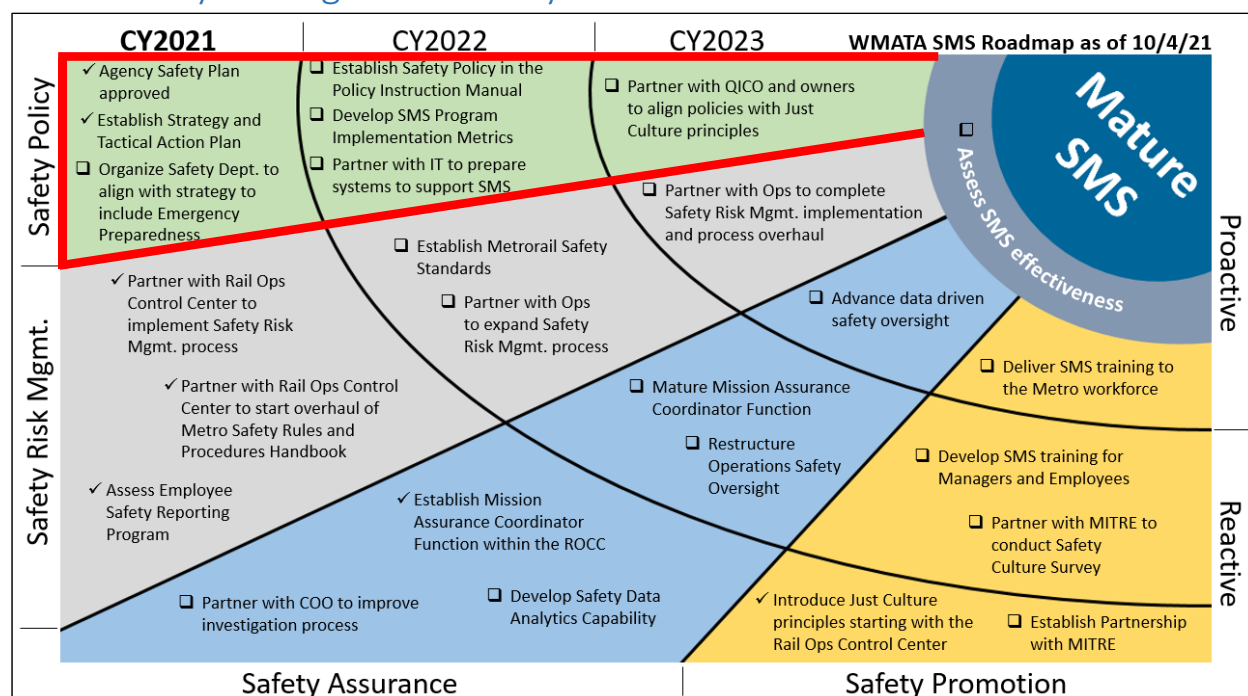 CY2021
CY2022
CY2023
WMATA SMS Roadmap as of 10/4/21
Safety Policy
✓ Agency Safety Plan
approved
✓ Establish Strategy and
Tactical Action Plan
❑ Organize Safety Dept. to
align with strategy to
include Emergency
Preparedness
❑ Establish Safety Policy in the
Policy Instruction Manual
❑ Develop SMS Program
Implementation Metrics
❑ Partner with IT to prepare
systems to support SMS
❑ Partner with QICO and owners
to align policies with Just
Culture principles
❑ Assess SMS effectiveness
Mature
SMS
Safety Risk Mgmt.
✓ Partner with Rail Ops
Control Center to
implement Safety Risk
Mgmt. process
✓ Partner with Rail Ops Control
Center to start overhaul of
Metro Safety Rules and
Procedures Handbook
✓ Assess Employee
Safety Reporting
Program
❑ Establish Metrorail Safety
Standards
❑ Partner with Ops
to expand Safety
Risk Mgmt. process
❑ Partner with Ops to complete
Safety Risk Mgmt. implementation
and process overhaul
❑ Partner with COO to improve
investigation process
✓ Establish Mission
Assurance Coordinator
Function within the ROCC
❑ Develop Safety Data
Analytics Capability
❑ Mature Mission Assurance
Coordinator Function
❑ Restructure
Operations Safety
Oversight
❑ Advance data driven
safety oversight
❑ Deliver SMS training to
the Metro workforce
❑ Develop SMS training for
Managers and Employees
❑ Partner with MITRE to
conduct Safety
Culture Survey
✓ Introduce Just Culture
principles starting with the
Rail Ops Control Center
❑ Establish Partnership
with MITRE
Proactive
Reactive
Safety Assurance
Safety Promotion